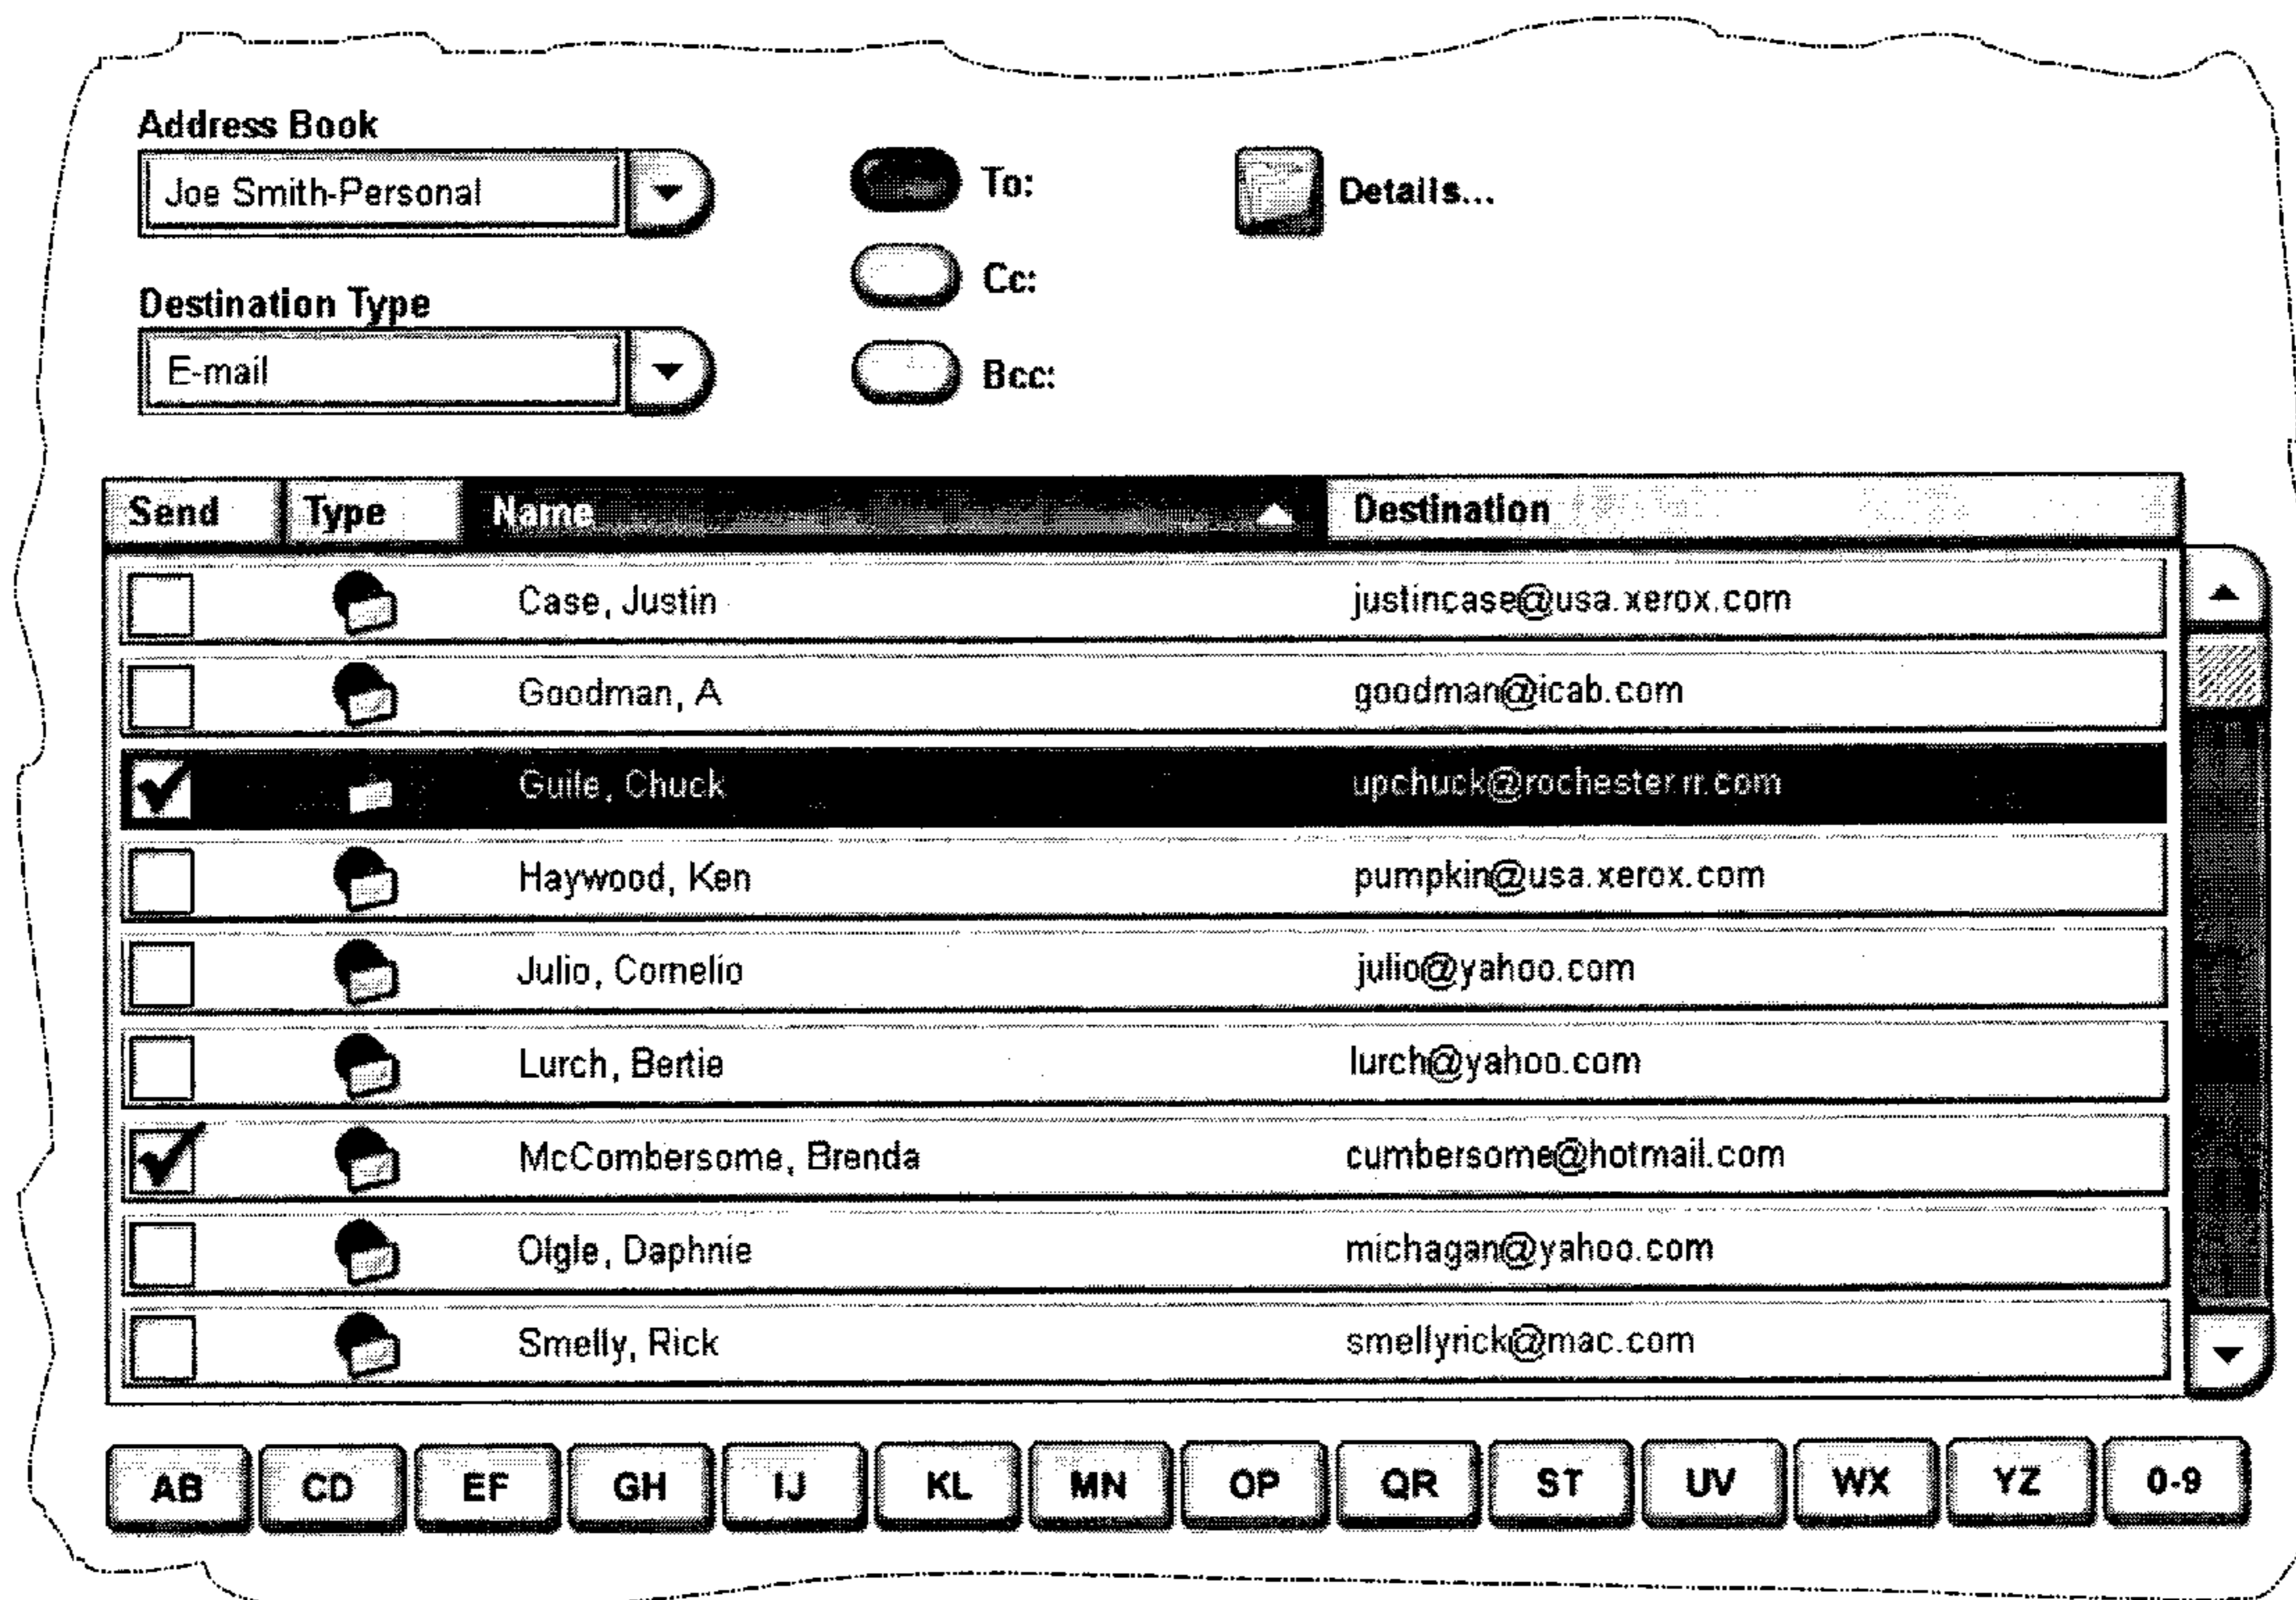 Address Book
Joe Smith-Personal
To:
Details...
Cc:
Destination Type
E-mail
Bcc:
Send Type Name Destination
Case, Justin justincase@usa.xerox.com
Goodman, A goodman@icab.com
Guile, Chuck upchuck@rochester.rr.com
Haywood, Ken pumpkin@usa.xerox.com
Julio, Cornelio julio@yahoo.com
Lurch, Bertie lurch@yahoo.com
McCombersome, Brenda cumbersome@hotmail.com
Olgle, Daphnie michagan@yahoo.com
Smelly, Rick smellyrick@mac.com
AB CD EF GH IJ KL MN OP QR ST UV WX YZ 0-9